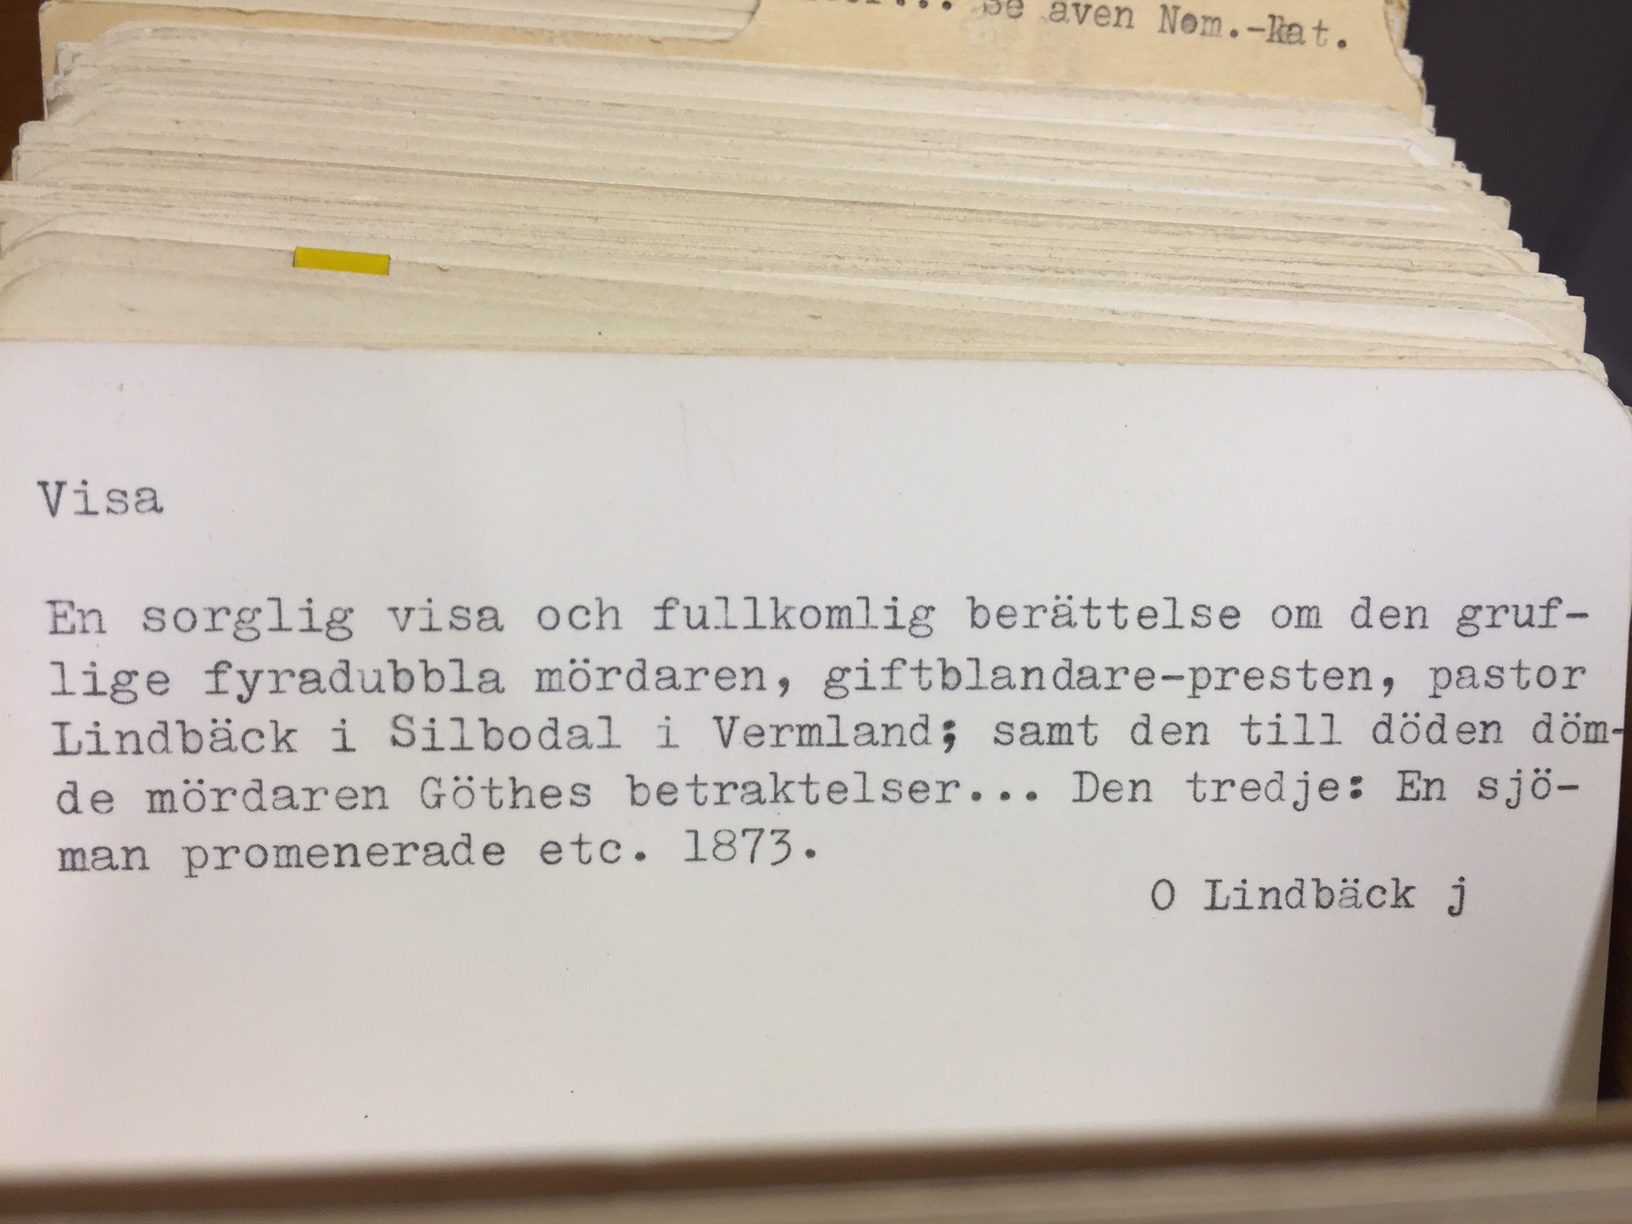 Se även Nom.-kat.
Visa
En sorglig visa och fullkomlig berättelse om den gruf-
lige fyradubbla mördaren, giftblandare-presten, pastor
Lindbäck i Silbodal i Vermland; samt den till döden döm-
de mördaren Göthes betraktelser... Den tredje: En sjö-
man promenerade etc. 1873.
O Lindbäck j